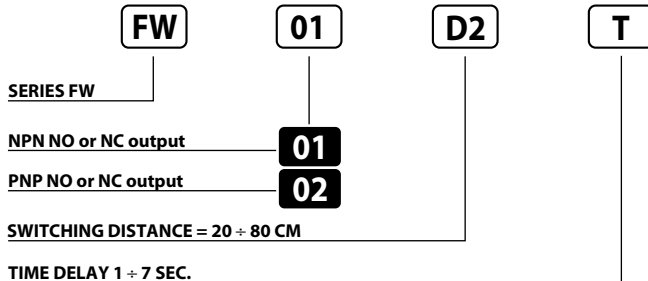 FW 01 D2 T
SERIES FW
NPN NO or NC output 01
PNP NO or NC output 02
SWITCHING DISTANCE = 20 ÷ 80 CM
TIME DELAY 1 ÷ 7 SEC.